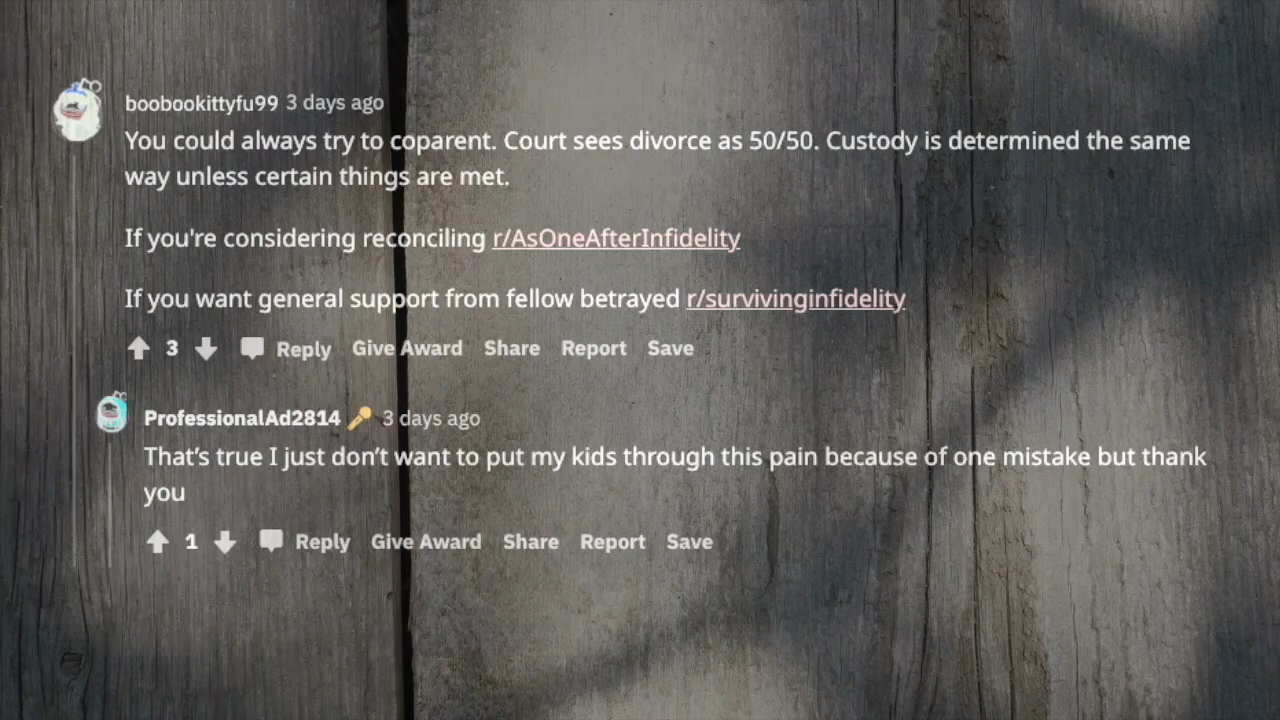 boobookittyfu99 3 days ago
You could always try to coparent. Court sees divorce as 50/50. Custody is determined the same
way unless certain things are met.
If you're considering reconciling r/AsOneAfterInfidelity
If you want general support from fellow betrayed r/survivinginfidelity
3 Reply Give Award Share Report Save
ProfessionalAd2814 3 days ago
That’s true I just don’t want to put my kids through this pain because of one mistake but thank
you
1 Reply Give Award Share Report Save